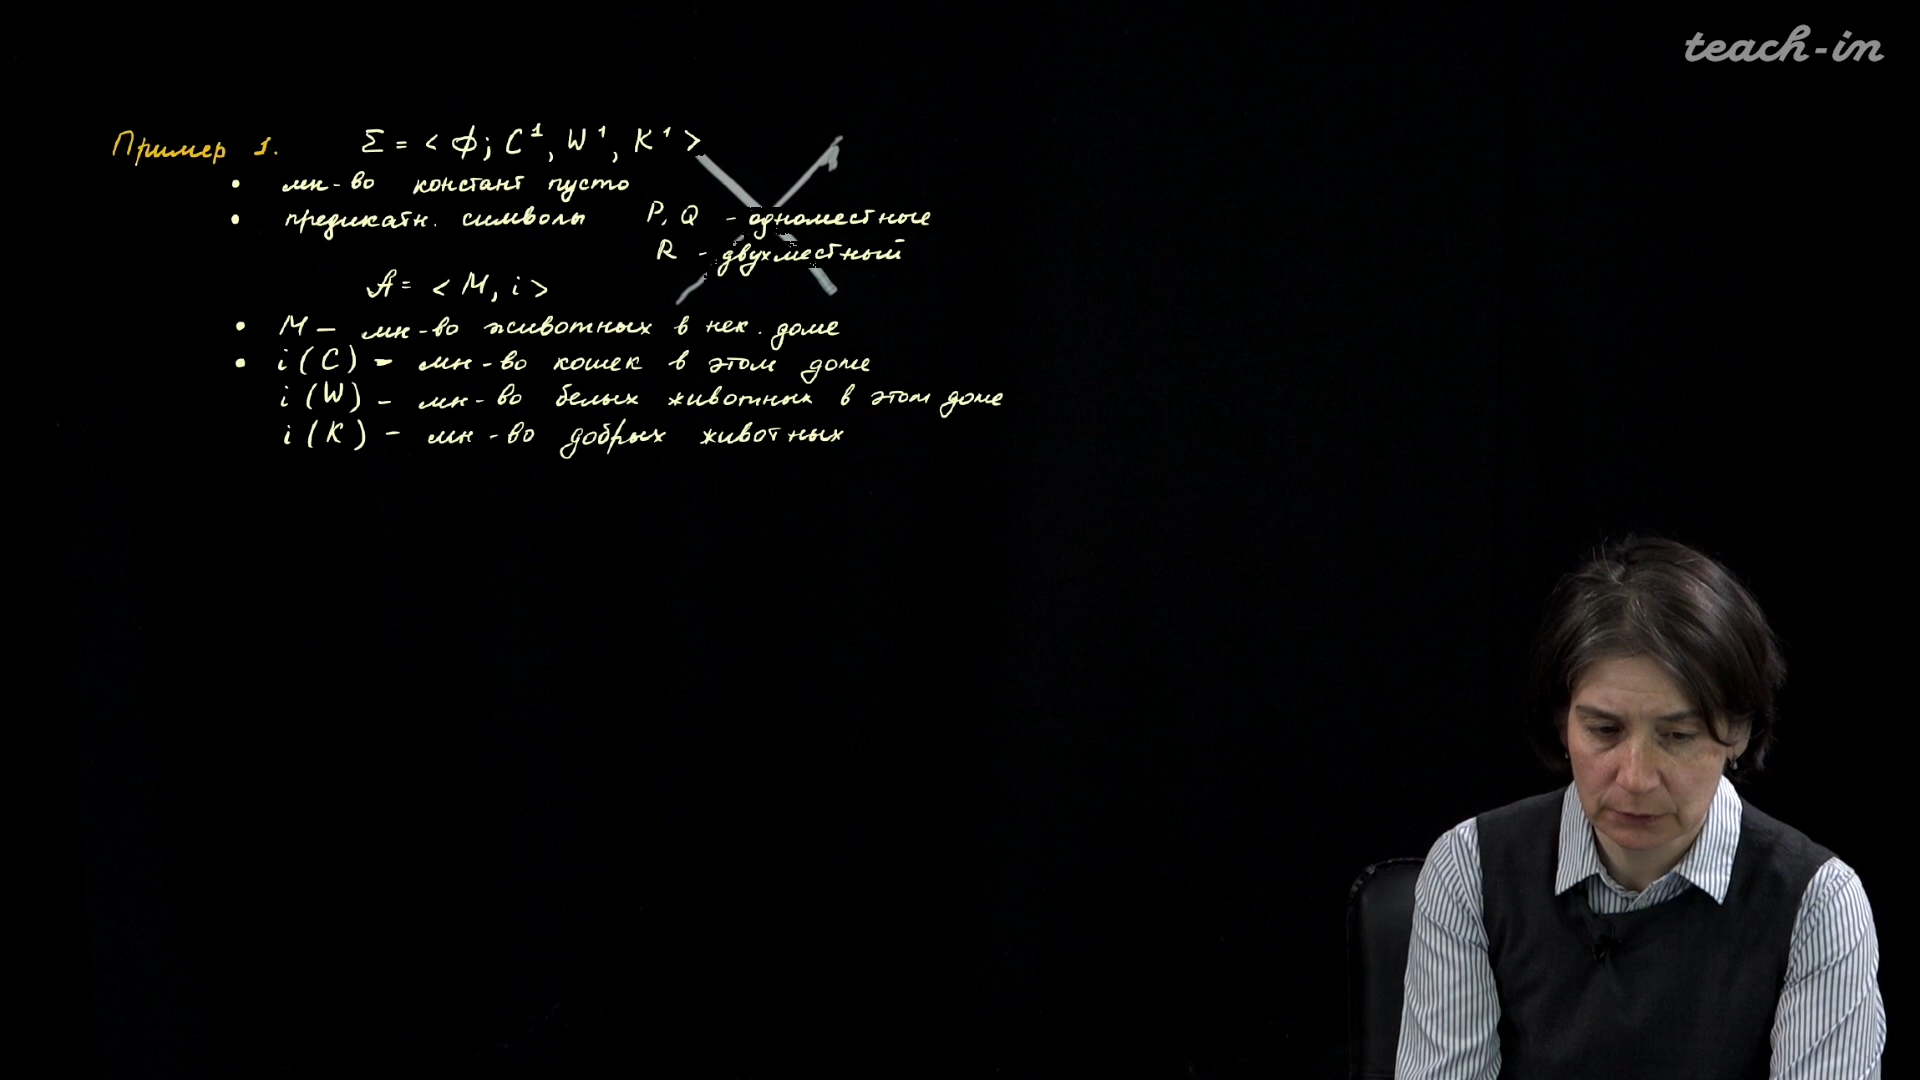 teach-in
Пример 1. Σ = < ∅; C¹, W¹, K¹ >
• мн-во констант пусто
• предикатн. символы P, Q - одноместные
R - двухместный
𝒜 = < M, i >
• M — мн-во животных в нек. доме
• i(C) - мн-во кошек в этом доме
i(W) - мн-во белых животных в этом доме
i(K) - мн-во добрых животных